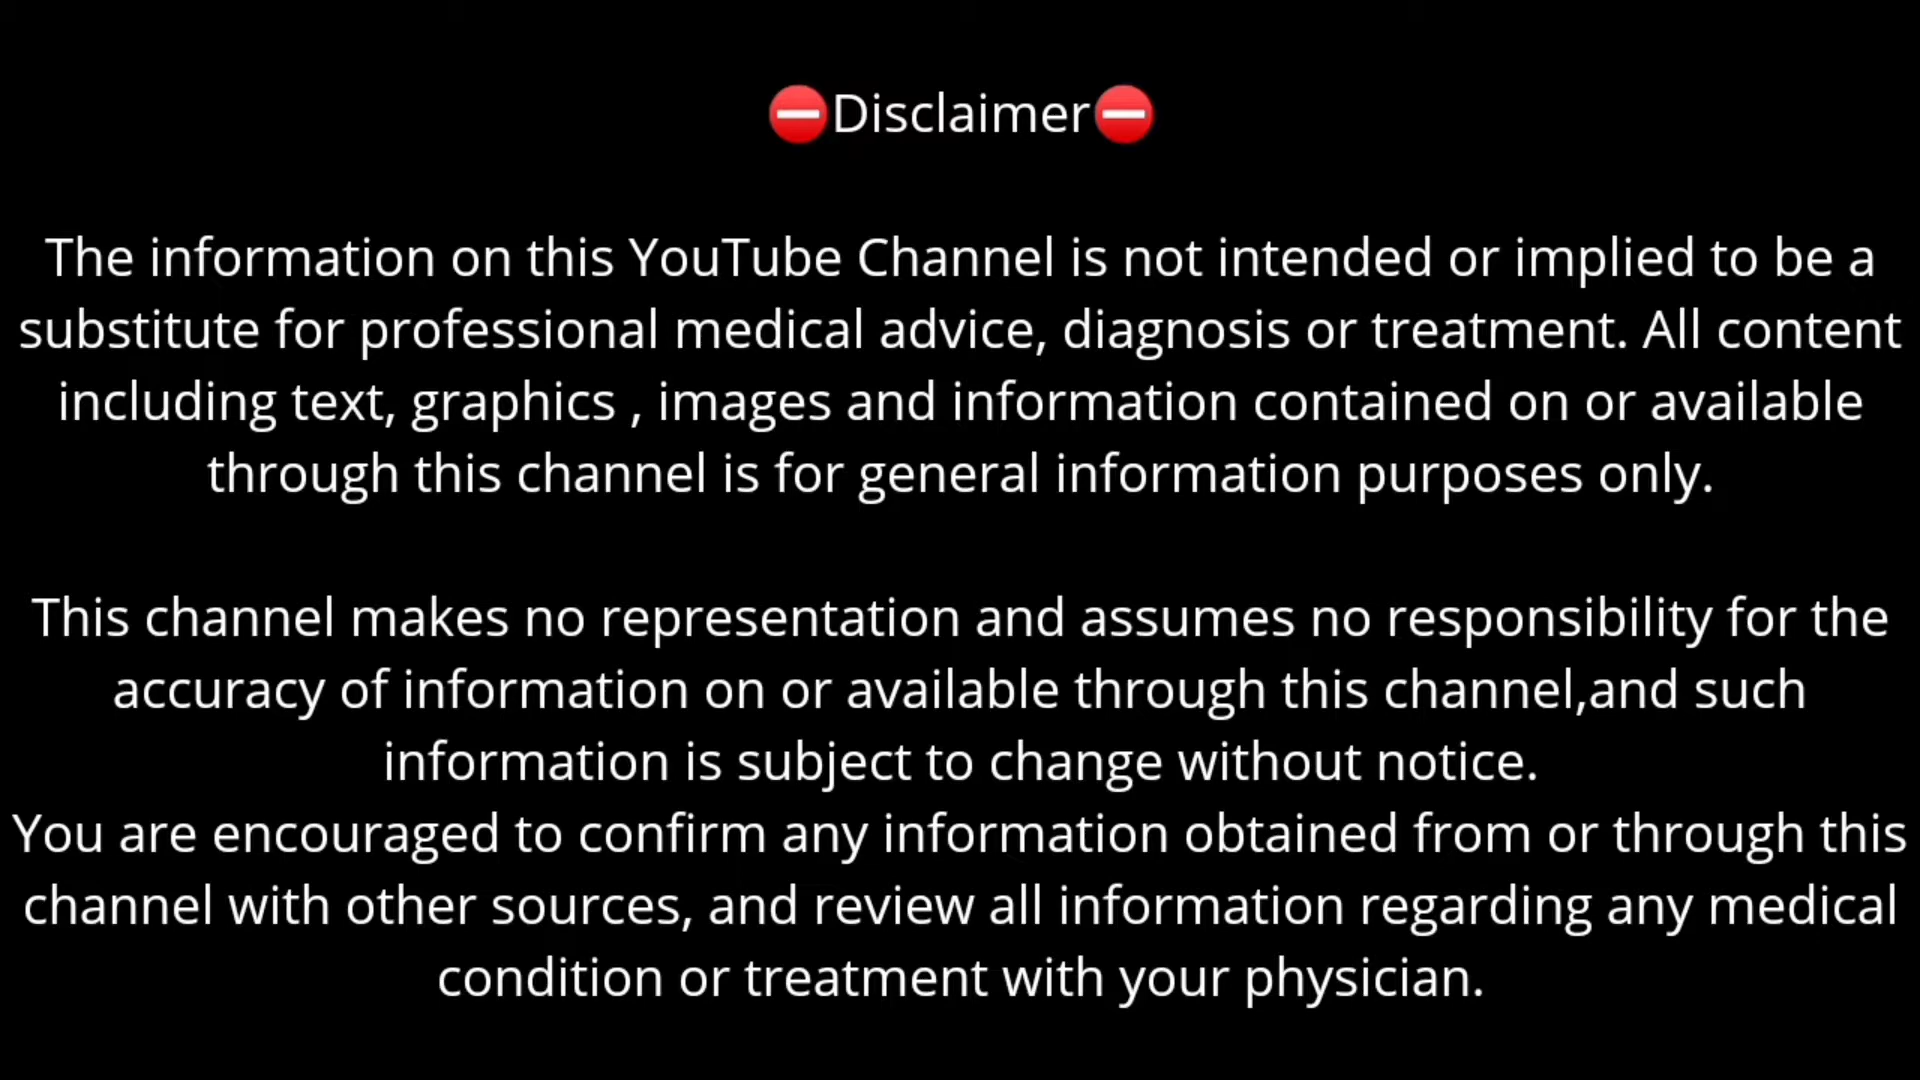 ⛔Disclaimer⛔
The information on this YouTube Channel is not intended or implied to be a
substitute for professional medical advice, diagnosis or treatment. All content
including text, graphics , images and information contained on or available
through this channel is for general information purposes only.
This channel makes no representation and assumes no responsibility for the
accuracy of information on or available through this channel,and such
information is subject to change without notice.
You are encouraged to confirm any information obtained from or through this
channel with other sources, and review all information regarding any medical
condition or treatment with your physician.